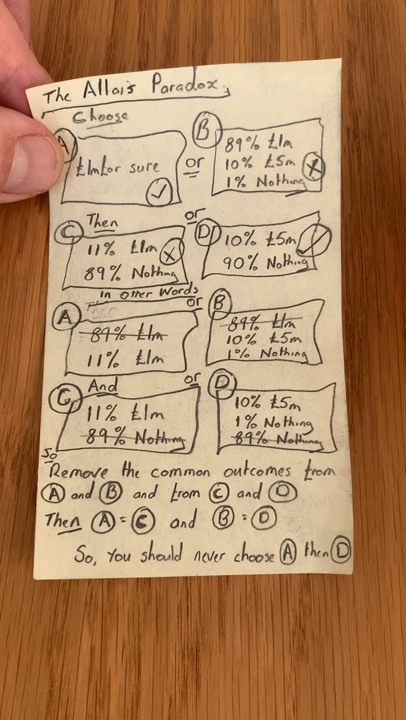 The Allais Paradox.
Choose
A
£1m for sure
or
B
89% £1m
10% £5m
1% Nothing
Then
C
11% £1m
89% Nothing
or
D
10% £5m
90% Nothing
in Other Words
A
89% £1m
11% £1m
or
B
89% £1m
10% £5m
1% Nothing
And
C
11% £1m
89% Nothing
or
D
10% £5m
1% Nothing
89% Nothing
So
Remove the common outcomes from
A and B and from C and D
Then A = C and B = D
So, You should never choose A then D